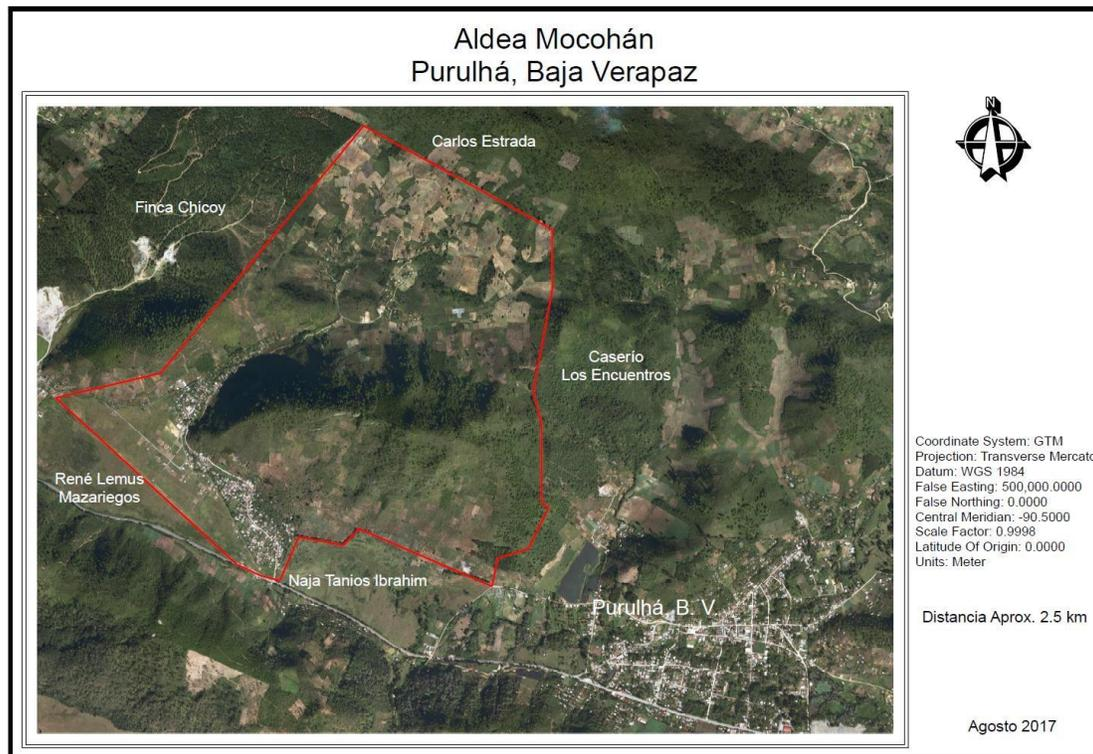 Aldea Mocohán
Purulhá, Baja Verapaz
N
Carlos Estrada
Finca Chicoy
Caserío
Los Encuentros
René Lemus
Mazariegos
Naja Tanios Ibrahim
Purulhá, B. V.
Coordinate System: GTM
Projection: Transverse Mercato
Datum: WGS 1984
False Easting: 500,000.0000
False Northing: 0.0000
Central Meridian: -90.5000
Scale Factor: 0.9998
Latitude Of Origin: 0.0000
Units: Meter
Distancia Aprox. 2.5 km
Agosto 2017